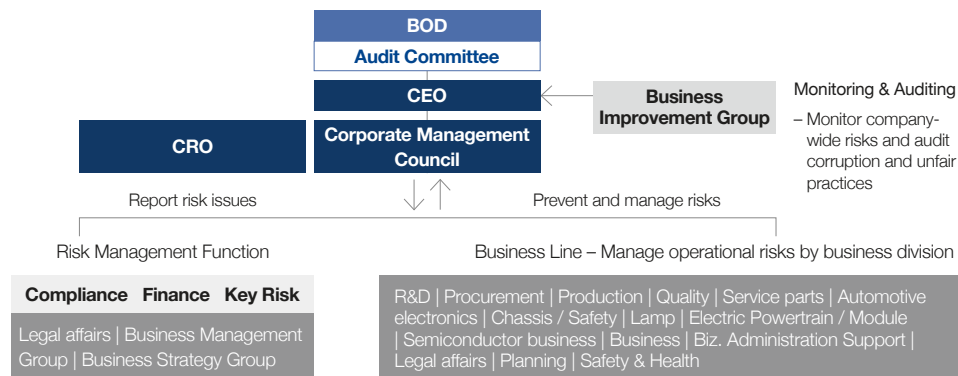 BOD
Audit Committee
CEO
Business
Improvement Group
Monitoring & Auditing
– Monitor company-
wide risks and audit
corruption and unfair
practices
CRO
Corporate Management
Council
Report risk issues
Prevent and manage risks
Risk Management Function
Business Line – Manage operational risks by business division
Compliance Finance Key Risk
Legal affairs | Business Management
Group | Business Strategy Group
R&D | Procurement | Production | Quality | Service parts | Automotive
electronics | Chassis / Safety | Lamp | Electric Powertrain / Module
| Semiconductor business | Business | Biz. Administration Support |
Legal affairs | Planning | Safety & Health